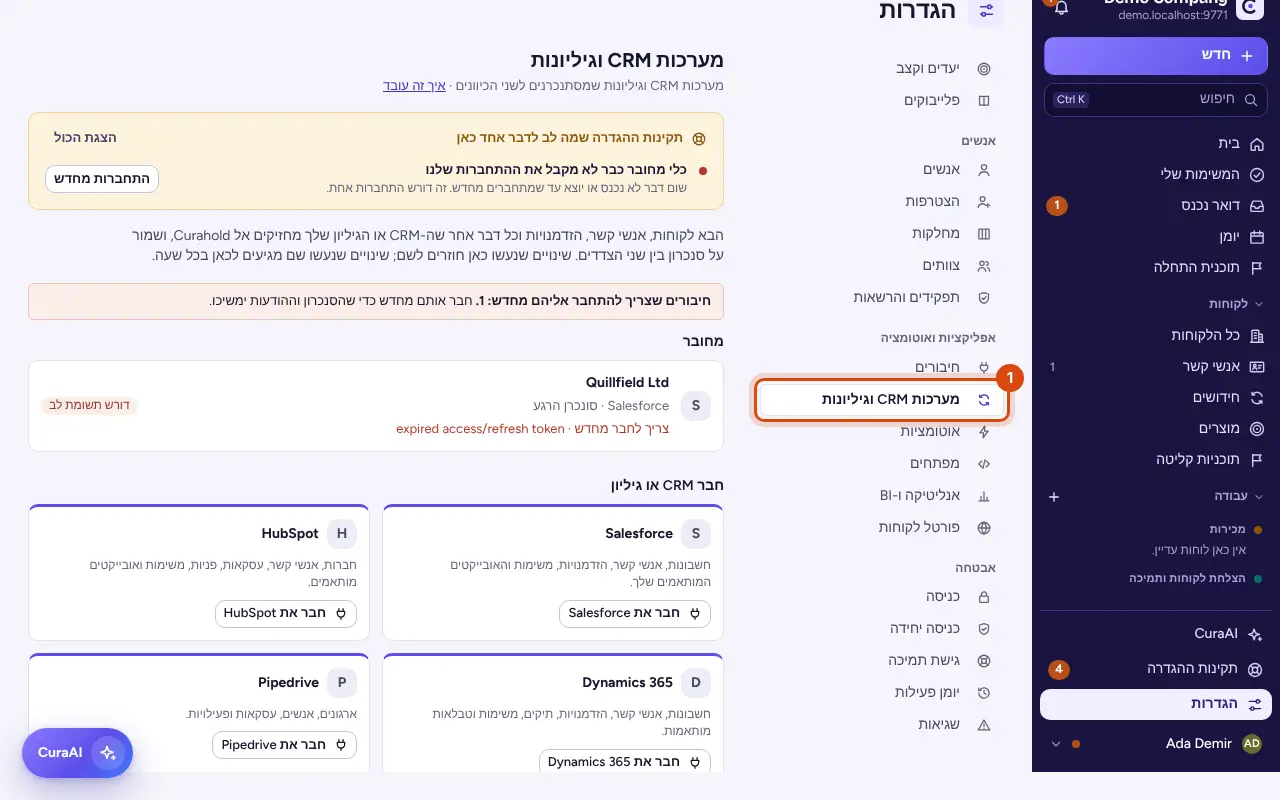 Demo Company
demo.localhost:9771
חדש
חיפוש
Ctrl K
בית
המשימות שלי
דואר נכנס
1
יומן
תוכנית התחלה
לקוחות
כל הלקוחות
אנשי קשר
1
חידושים
מוצרים
תוכניות קליטה
עבודה
מכירות
אין כאן לוחות עדיין.
הצלחת לקוחות ותמיכה
CuraAI
תקינות ההגדרה
4
הגדרות
AD
Ada Demir
הגדרות
יעדים וקצב
פלייבוקים
אנשים
אנשים
הצטרפות
מחלקות
צוותים
תפקידים והרשאות
אפליקציות ואוטומציה
חיבורים
1
מערכות CRM וגיליונות
אוטומציות
מפתחים
אנליטיקה ו-BI
פורטל לקוחות
אבטחה
כניסה
כניסה יחידה
גישת תמיכה
יומן פעילות
שגיאות
מערכות CRM וגיליונות
מערכות CRM וגיליונות שמסתנכרנים לשני הכיוונים · איך זה עובד
תקינות ההגדרה שמה לב לדבר אחד כאן
הצגת הכול
כלי מחובר כבר לא מקבל את ההתחברות שלנו
שום דבר לא נכנס או יוצא עד שמתחברים מחדש. זה דורש התחברות אחת.
התחברות מחדש
הבא לקוחות, אנשי קשר, הזדמנויות וכל דבר אחר שה-CRM או הגיליון שלך מחזיקים אל Curahold, ושמור
על סנכרון בין שני הצדדים. שינויים שנעשו כאן חוזרים לשם; שינויים שנעשו שם מגיעים לכאן בכל שעה.
חיבורים שצריך להתחבר אליהם מחדש: 1. חבר אותם מחדש כדי שהסנכרון וההודעות ימשיכו.
מחובר
S
Quillfield Ltd
Salesforce · סונכרן הרגע
צריך לחבר מחדש · expired access/refresh token
דורש תשומת לב
חבר CRM או גיליון
S
Salesforce
חשבונות, אנשי קשר, הזדמנויות, משימות והאובייקטים
המותאמים שלך.
חבר את Salesforce
H
HubSpot
חברות, אנשי קשר, עסקאות, פניות, משימות ואובייקטים
מותאמים.
חבר את HubSpot
D
Dynamics 365
חשבונות, אנשי קשר, הזדמנויות, תיקים, משימות וטבלאות
מותאמות.
חבר את Dynamics 365
P
Pipedrive
ארגונים, אנשים, עסקאות ופעילויות.
חבר את Pipedrive
CuraAI